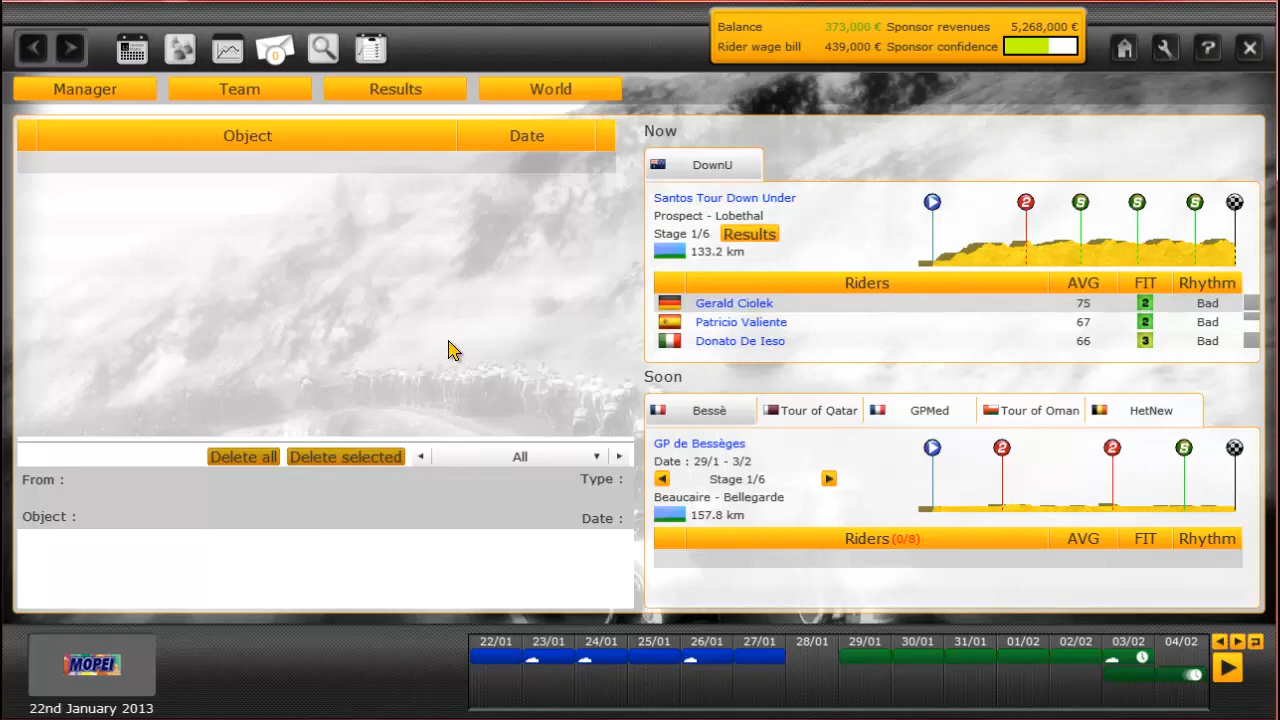 Balance 373,000 € Sponsor revenues 5,268,000 €
Rider wage bill 439,000 € Sponsor confidence
0
Manager Team Results World
Object Date
Now
DownU
Santos Tour Down Under
Prospect - Lobethal
Stage 1/6 Results
133.2 km
2 S S S
Riders AVG FIT Rhythm
Gerald Ciolek 75 2 Bad
Patricio Valiente 67 2 Bad
Donato De Ieso 66 3 Bad
Soon
Bessè Tour of Qatar GPMed Tour of Oman HetNew
GP de Bessèges
Date : 29/1 - 3/2
Stage 1/6
Beaucaire - Bellegarde
157.8 km
2 2 S
Riders (0/8) AVG FIT Rhythm
Delete all Delete selected All
From : Type :
Object : Date :
22/01 23/01 24/01 25/01 26/01 27/01 28/01 29/01 30/01 31/01 01/02 02/02 03/02 04/02
MOPEI
22nd January 2013